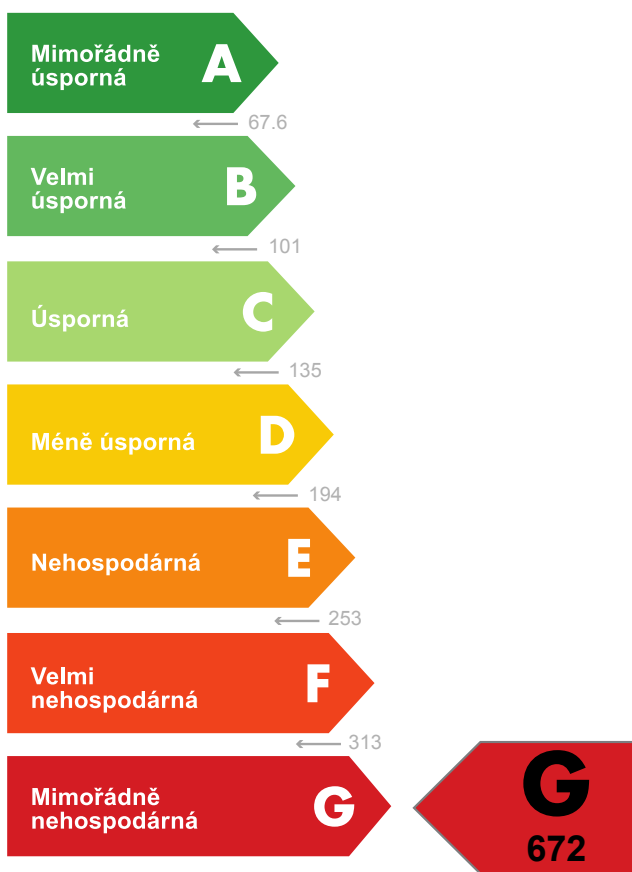 Mimořádně
úsporná
A
67.6
Velmi
úsporná
B
101
Úsporná
C
135
Méně úsporná
D
194
Nehospodárná
E
253
Velmi
nehospodárná
F
313
Mimořádně
nehospodárná
G
G
672